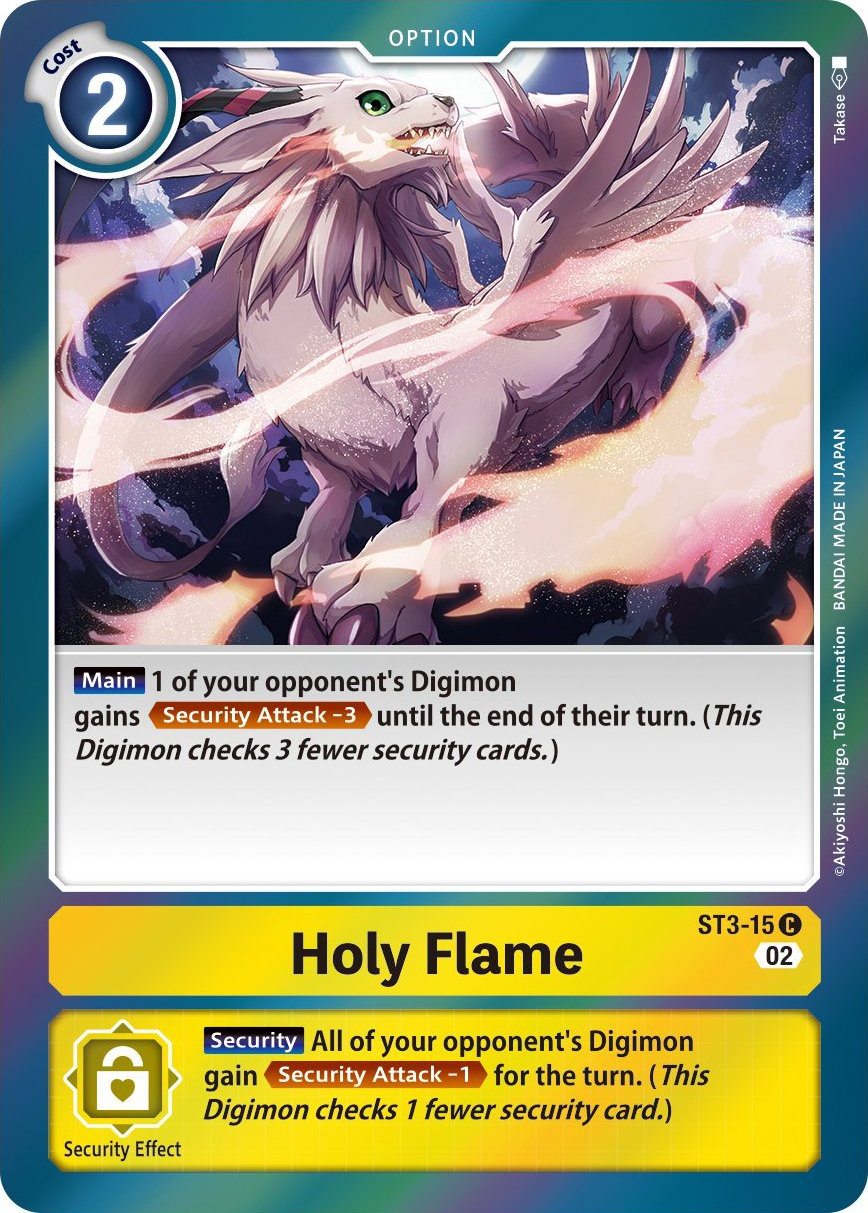 OPTION
Cost
2
Takase
Main 1 of your opponent's Digimon
gains Security Attack -3 until the end of their turn. (This
Digimon checks 3 fewer security cards.)
©Akiyoshi Hongo, Toei Animation BANDAI MADE IN JAPAN
ST3-15 C
Holy Flame
02
Security All of your opponent's Digimon
gain Security Attack -1 for the turn. (This
Digimon checks 1 fewer security card.)
Security Effect